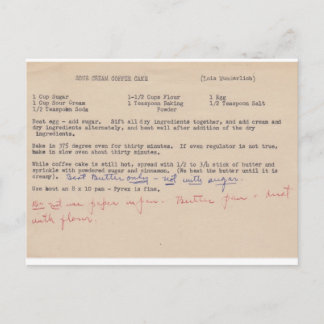 SOUR CREAM COFFEE CAKE (Lois Wunderlich)
1 Cup Sugar 1-1/2 Cups Flour 1 Egg
1 Cup Sour Cream 1 Teaspoon Baking 1/2 Teaspoon Salt
1/2 Teaspoon Soda Powder
Beat egg - add sugar. Sift all dry ingredients together, and add cream and
dry ingredients alternately, and beat well after addition of the dry
ingredients.
Bake in 375 degree oven for thirty minutes. If oven regulator is not true,
bake in slow oven about thirty minutes.
While coffee cake is still hot, spread with 1/2 to 3/4 stick of butter and
sprinkle with powdered sugar and cinnamon. (We beat the butter until it is
creamy). Beat Butter only - not with sugar.
Use about an 8 x 10 pan - Pyrex is fine.
Do not use paper in pan. Butter pan & dust
with flour.